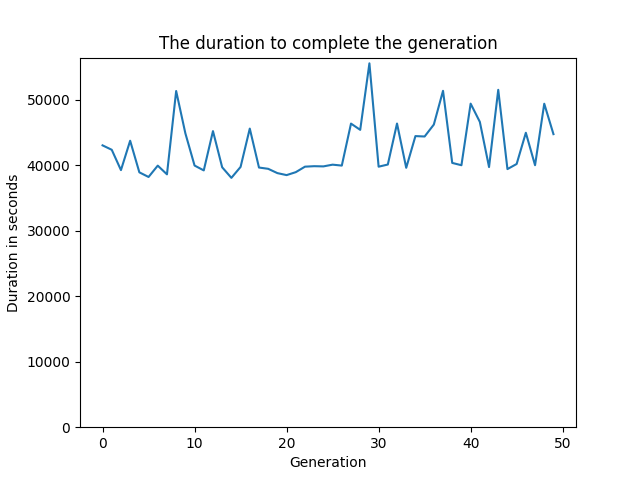 The duration to complete the generation
Duration in seconds
50000
40000
30000
20000
10000
0
0 10 20 30 40 50
Generation